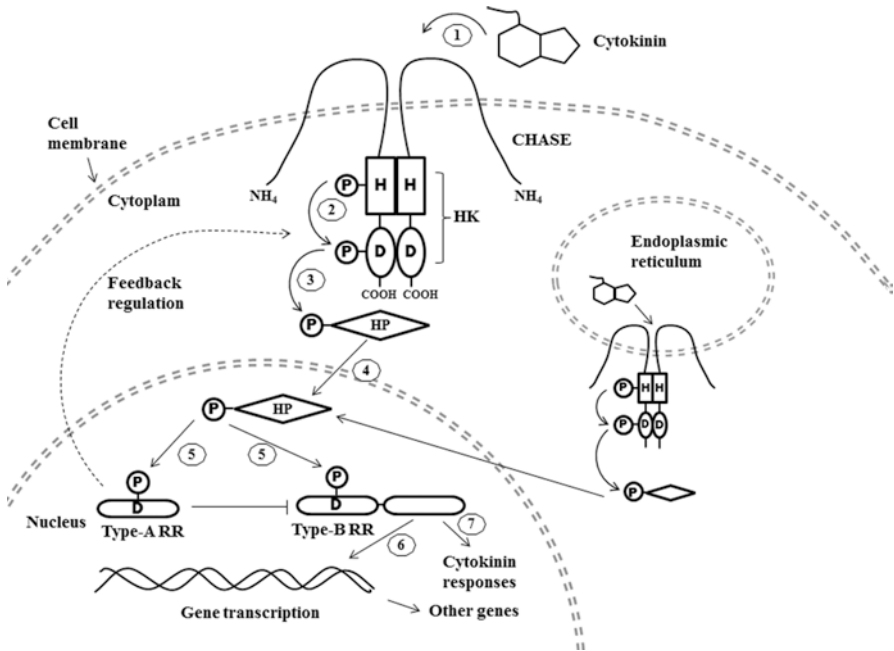 1
Cytokinin
Cell
membrane
CHASE
Cytoplam
NH₄
P
H
H
NH₄
2
HK
P
D
D
3
COOH
COOH
Endoplasmic
reticulum
Feedback
regulation
P
HP
4
P
H
H
P
HP
P
D
D
5
5
P
P
P
D
D
Nucleus
Type-A RR
Type-B RR
7
6
Cytokinin
responses
Gene transcription
Other genes